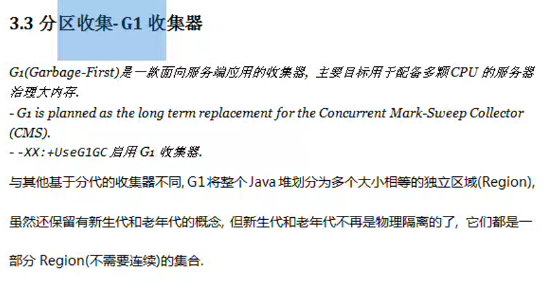 3.3 分区收集- G1 收集器
G1(Garbage-First)是一款面向服务端应用的收集器, 主要目标用于配备多颗CPU 的服务器
治理大内存.
- G1 is planned as the long term replacement for the Concurrent Mark-Sweep Collector
(CMS).
- -XX:+UseG1GC 启用 G1 收集器.
与其他基于分代的收集器不同, G1将整个Java堆划分为多个大小相等的独立区域(Region),
虽然还保留有新生代和老年代的概念, 但新生代和老年代不再是物理隔离的了, 它们都是一
部分 Region(不需要连续)的集合.